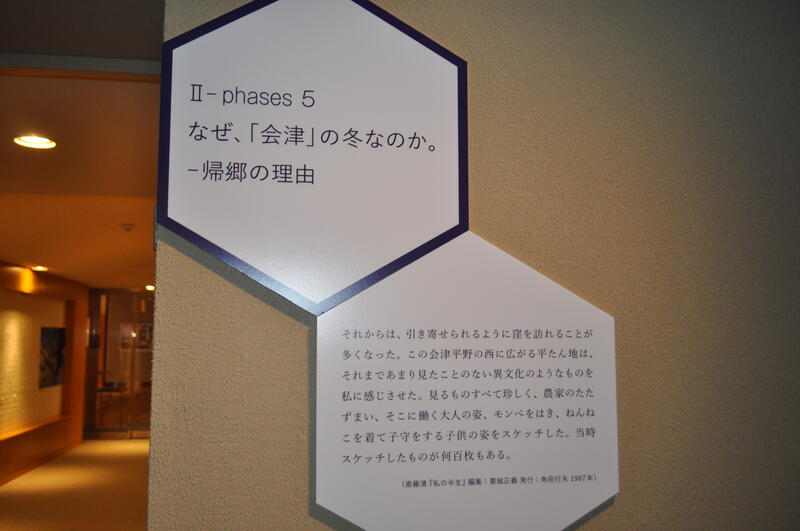 Ⅱ− phases 5
なぜ、「会津」の冬なのか。
−帰郷の理由
それからは、引き寄せられるように窪を訪れることが
多くなった。この会津平野の西に広がる平たん地は、
それまであまり見たことのない異文化のようなものを
私に感じさせた。見るものすべて珍しく、農家のたた
ずまい、そこに働く大人の姿、モンペをはき、ねんね
こを着て子守をする子供の姿をスケッチした。当時
スケッチしたものが何百枚もある。
（斎藤清『私の半生』編集：栗城正義 発行：角田行夫 1987年）